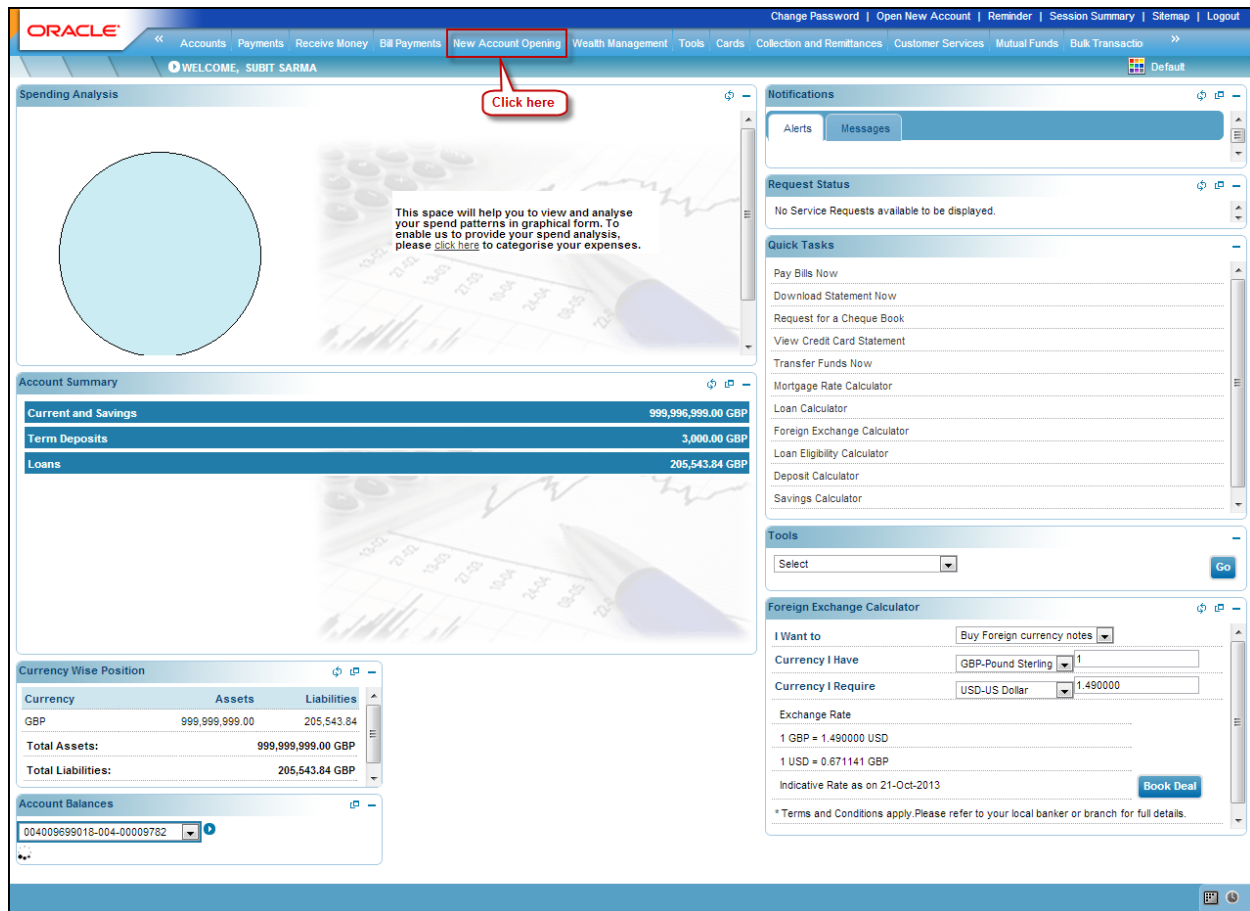 Change Password | Open New Account | Reminder | Session Summary | Sitemap | Logout
ORACLE
« Accounts Payments Receive Money Bill Payments New Account Opening Wealth Management Tools Cards Collection and Remittances Customer Services Mutual Funds Bulk Transactio »
WELCOME, SUBIT SARMA
Default
Click here
Spending Analysis
This space will help you to view and analyse
your spend patterns in graphical form. To
enable us to provide your spend analysis,
please click here to categorise your expenses.
Account Summary
Current and Savings 999,996,999.00 GBP
Term Deposits 3,000.00 GBP
Loans 205,543.84 GBP
Currency Wise Position
Currency Assets Liabilities
GBP 999,999,999.00 205,543.84
Total Assets: 999,999,999.00 GBP
Total Liabilities: 205,543.84 GBP
Account Balances
004009699018-004-00009782
Notifications
Alerts Messages
Request Status
No Service Requests available to be displayed.
Quick Tasks
Pay Bills Now
Download Statement Now
Request for a Cheque Book
View Credit Card Statement
Transfer Funds Now
Mortgage Rate Calculator
Loan Calculator
Foreign Exchange Calculator
Loan Eligibility Calculator
Deposit Calculator
Savings Calculator
Tools
Select
Go
Foreign Exchange Calculator
I Want to Buy Foreign currency notes
Currency I Have GBP-Pound Sterling 1
Currency I Require USD-US Dollar 1.490000
Exchange Rate
1 GBP = 1.490000 USD
1 USD = 0.671141 GBP
Indicative Rate as on 21-Oct-2013
Book Deal
* Terms and Conditions apply.Please refer to your local banker or branch for full details.